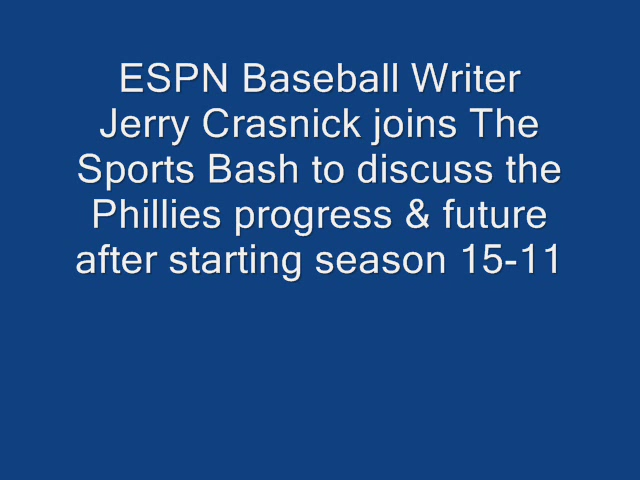 ESPN Baseball Writer
Jerry Crasnick joins The
Sports Bash to discuss the
Phillies progress & future
after starting season 15-11